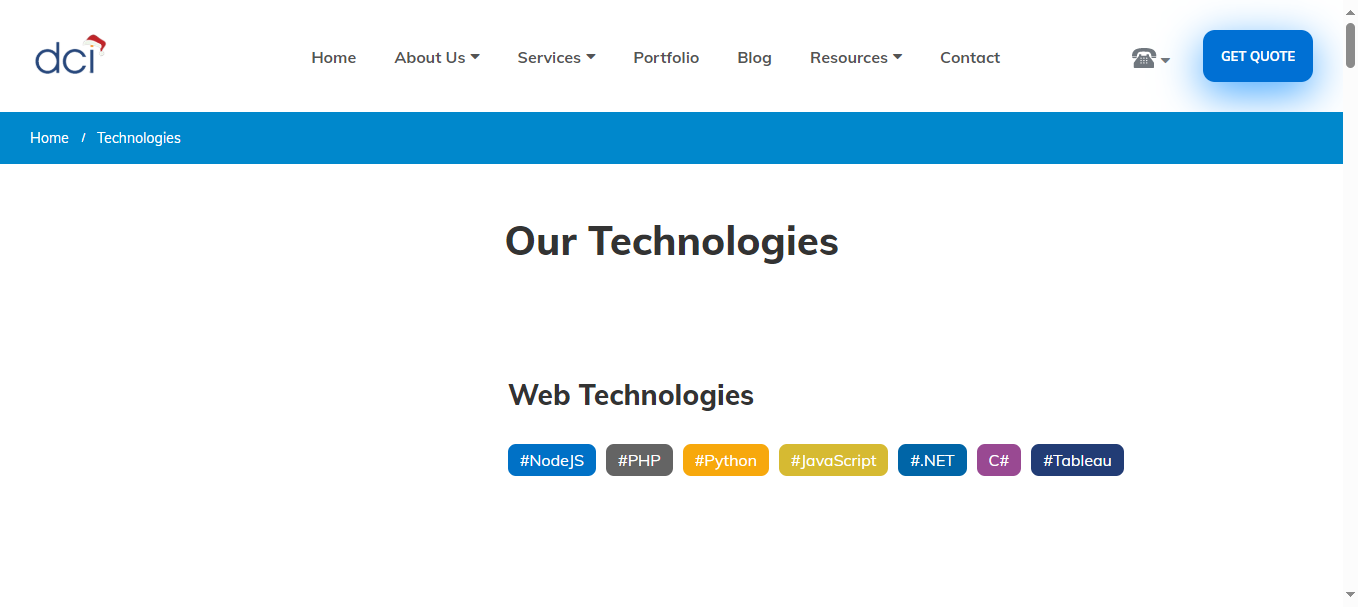 dci
Home About Us Services Portfolio Blog Resources Contact
GET QUOTE
Home / Technologies
Our Technologies
Web Technologies
#NodeJS #PHP #Python #JavaScript #.NET C# #Tableau